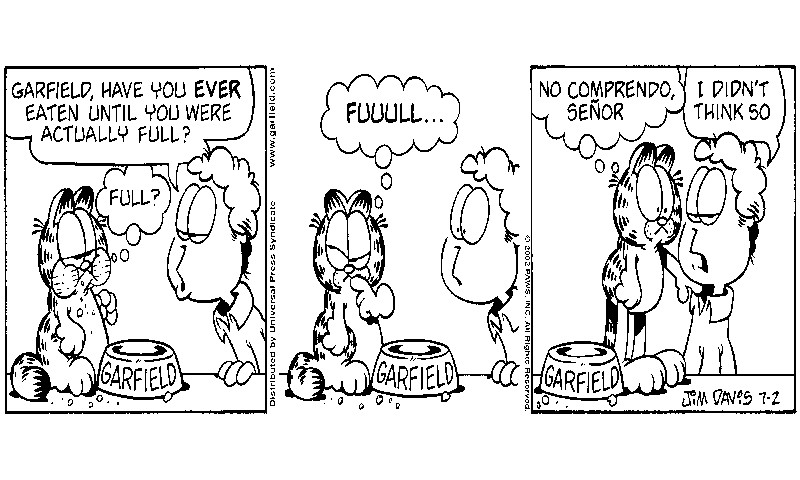 GARFIELD, HAVE YOU EVER
EATEN UNTIL YOU WERE
ACTUALLY FULL?
FULL?
GARFIELD
www.garfield.com
Distributed by Universal Press Syndicate
FUUULL...
GARFIELD
© 2002 PAWS, INC. All Rights Reserved.
NO COMPRENDO,
SEÑOR
I DIDN'T
THINK SO
GARFIELD
JIM DAVIS 7-2